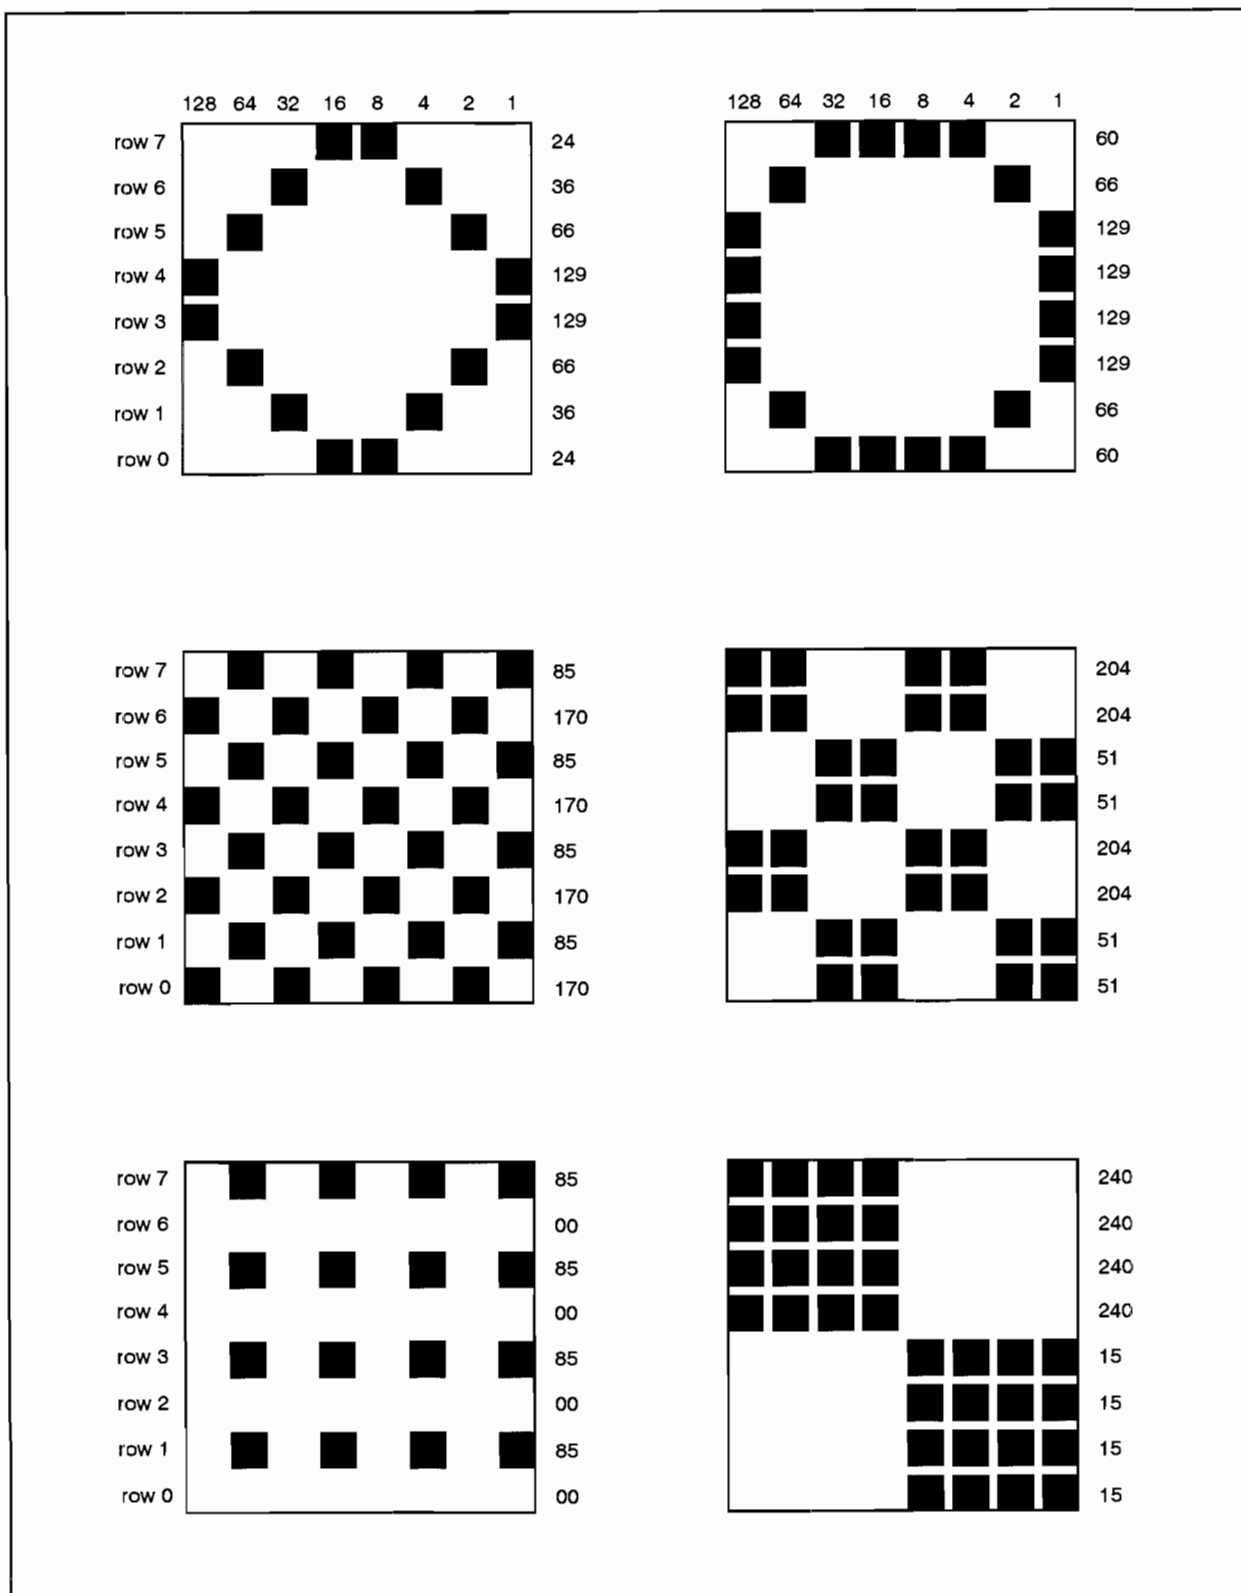 128 64 32 16 8 4 2 1
row 7 24
row 6 36
row 5 66
row 4 129
row 3 129
row 2 66
row 1 36
row 0 24
128 64 32 16 8 4 2 1
60
66
129
129
129
129
66
60
row 7 85
row 6 170
row 5 85
row 4 170
row 3 85
row 2 170
row 1 85
row 0 170
204
204
51
51
204
204
51
51
row 7 85
row 6 00
row 5 85
row 4 00
row 3 85
row 2 00
row 1 85
row 0 00
240
240
240
240
15
15
15
15